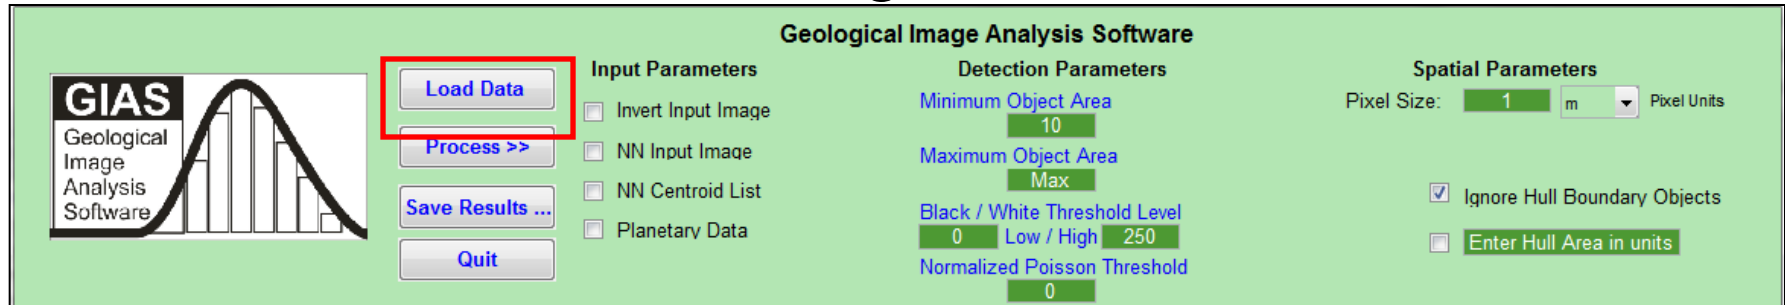 Geological Image Analysis Software
GIAS
Geological
Image
Analysis
Software
Load Data
Process >>
Save Results ...
Quit
Input Parameters
Invert Input Image
NN Input Image
NN Centroid List
Planetary Data
Detection Parameters
Minimum Object Area
10
Maximum Object Area
Max
Black / White Threshold Level
0 Low / High 250
Normalized Poisson Threshold
0
Spatial Parameters
Pixel Size: 1 m Pixel Units
Ignore Hull Boundary Objects
Enter Hull Area in units